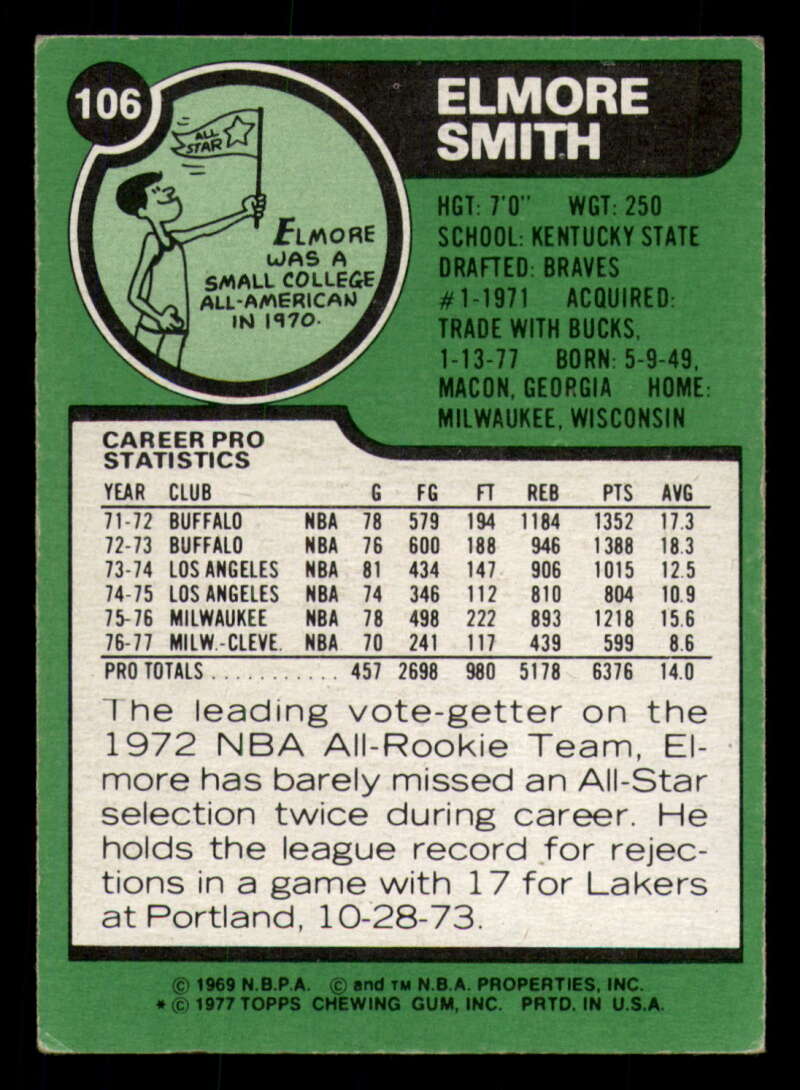 106
ELMORE
SMITH
ALL
STAR
ELMORE
WAS A
SMALL COLLEGE
ALL-AMERICAN
IN 1970.
HGT: 7'0" WGT: 250
SCHOOL: KENTUCKY STATE
DRAFTED: BRAVES
#1-1971 ACQUIRED:
TRADE WITH BUCKS,
1-13-77 BORN: 5-9-49,
MACON, GEORGIA HOME:
MILWAUKEE, WISCONSIN
CAREER PRO
STATISTICS
YEAR CLUB G FG FT REB PTS AVG
71-72 BUFFALO NBA 78 579 194 1184 1352 17.3
72-73 BUFFALO NBA 76 600 188 946 1388 18.3
73-74 LOS ANGELES NBA 81 434 147 906 1015 12.5
74-75 LOS ANGELES NBA 74 346 112 810 804 10.9
75-76 MILWAUKEE NBA 78 498 222 893 1218 15.6
76-77 MILW.-CLEVE. NBA 70 241 117 439 599 8.6
PRO TOTALS ........... 457 2698 980 5178 6376 14.0
The leading vote-getter on the
1972 NBA All-Rookie Team, El-
more has barely missed an All-Star
selection twice during career. He
holds the league record for rejec-
tions in a game with 17 for Lakers
at Portland, 10-28-73.
© 1969 N.B.P.A. © and TM N.B.A. PROPERTIES, INC.
* © 1977 TOPPS CHEWING GUM, INC. PRTD. IN U.S.A.